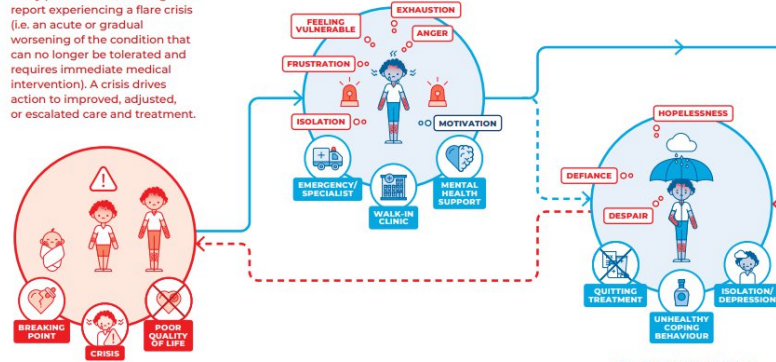 report experiencing a flare crisis
(i.e. an acute or gradual
worsening of the condition that
can no longer be tolerated and
requires immediate medical
intervention). A crisis drives
action to improved, adjusted,
or escalated care and treatment.
BREAKING
POINT
CRISIS
POOR
QUALITY
OF LIFE
EXHAUSTION
FEELING
VULNERABLE
ANGER
FRUSTRATION
ISOLATION
MOTIVATION
EMERGENCY/
SPECIALIST
WALK-IN
CLINIC
MENTAL
HEALTH
SUPPORT
HOPELESSNESS
DEFIANCE
DESPAIR
QUITTING
TREATMENT
UNHEALTHY
COPING
BEHAVIOUR
ISOLATION/
DEPRESSION